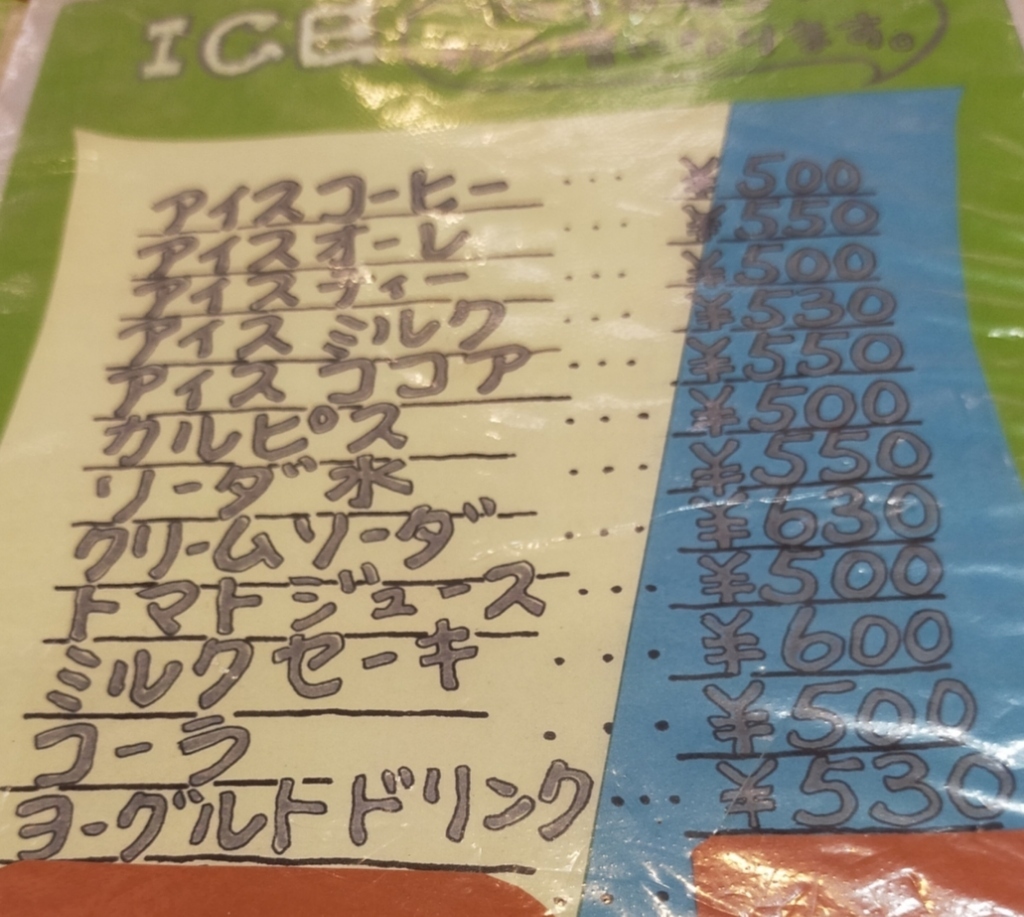 ICE ります。
アイスコーヒー ... ¥500
アイスオーレ ... ¥550
アイスティー ... ¥500
アイスミルク ... ¥530
アイスココア ... ¥550
カルピス ... ¥500
ソーダ水 ... ¥550
クリームソーダ ... ¥630
トマトジュース ... ¥500
ミルクセーキ ... ¥600
コーラ ... ¥500
ヨーグルトドリンク ... ¥530